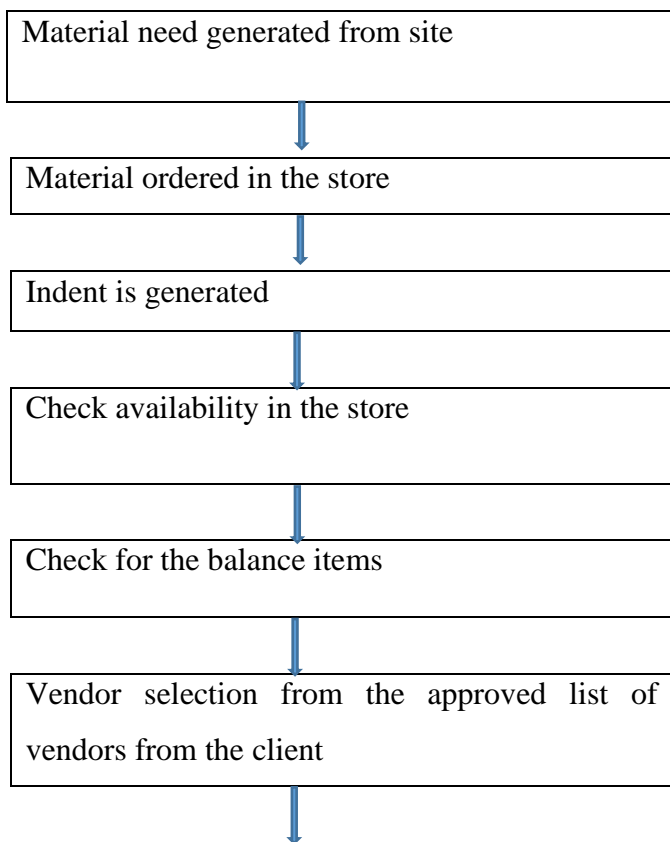 Material need generated from site
Material ordered in the store
Indent is generated
Check availability in the store
Check for the balance items
Vendor selection from the approved list of
vendors from the client